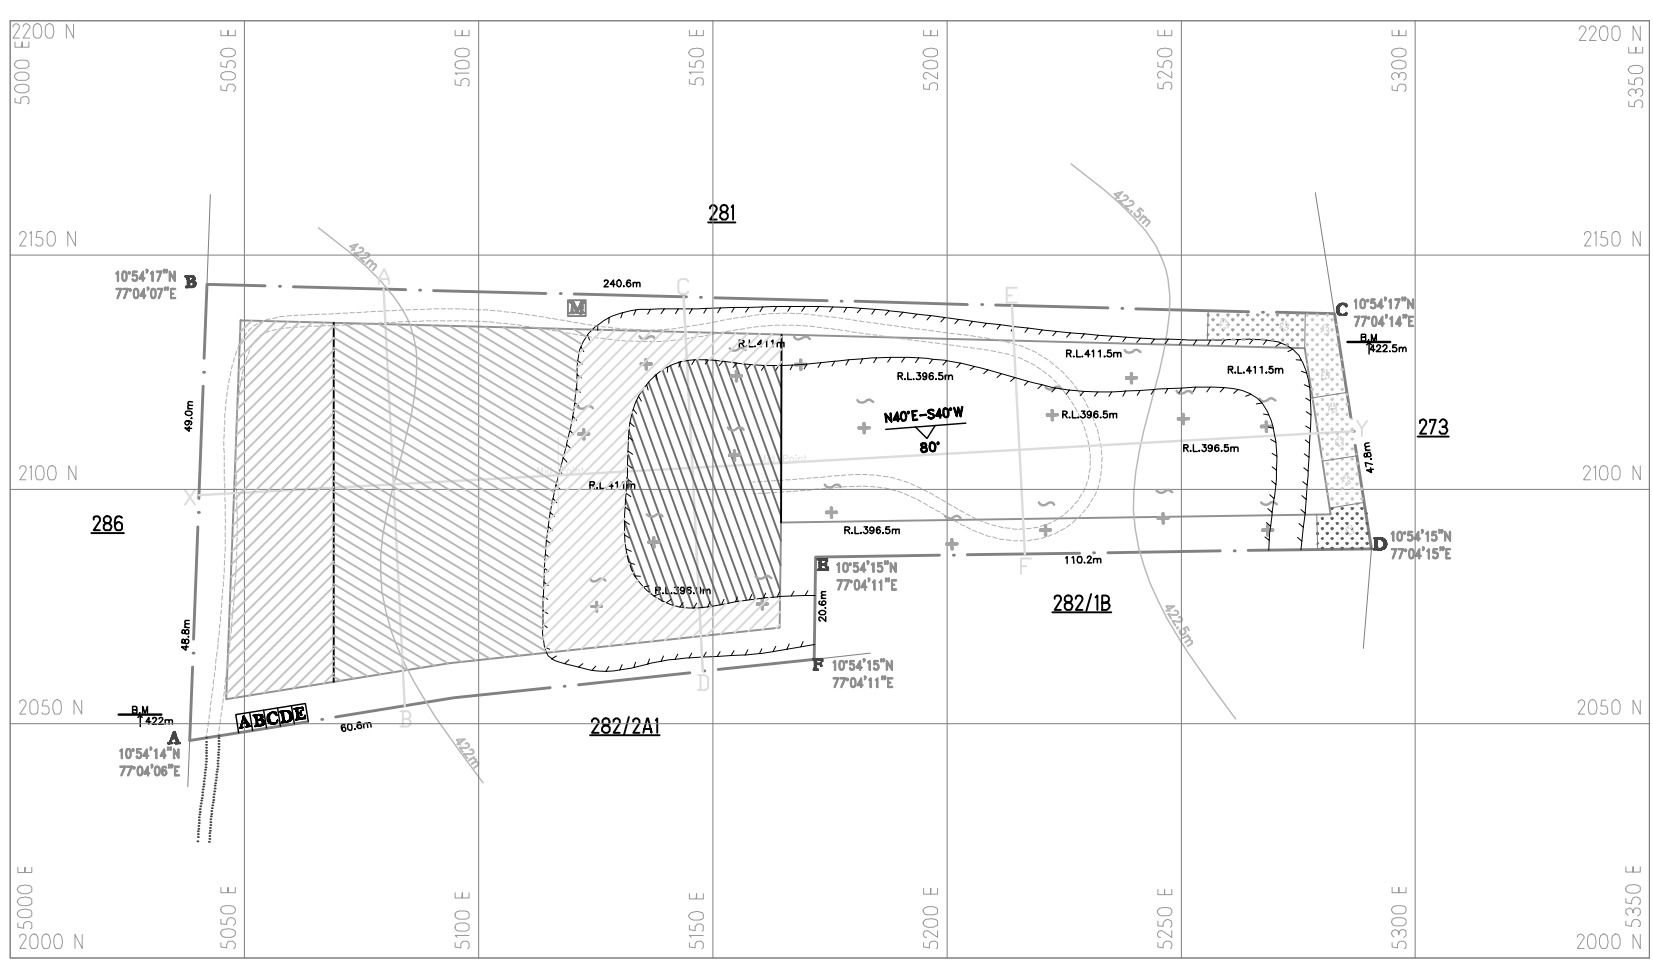 2200 N
2200 N
5000 E
5050 E
5100 E
5150 E
5200 E
5250 E
5300 E
5350 E
422.5m
281
2150 N
2150 N
422m
A
C
E
10°54'17"N
77°04'07"E
B
240.6m
M
C
10°54'17"N
77°04'14"E
B.M
422.5m
R.L.411m
R.L.411.5m
R.L.411.5m
R.L.396.5m
N40°E-S40°W
80°
R.L.396.5m
R.L.396.5m
49.0m
273
Y
47.8m
Point
2100 N
2100 N
X
286
R.L.396.5m
D
10°54'15"N
77°04'15"E
E
10°54'15"N
77°04'11"E
110.2m
F
282/1B
R.L.396.0m
20.6m
48.8m
422.5m
F
10°54'15"N
77°04'11"E
D
B
B.M
422m
ABCDE
60.6m
282/2A1
2050 N
2050 N
A
10°54'14"N
77°04'06"E
422m
5000 E
5050 E
5100 E
5150 E
5200 E
5250 E
5300 E
5350 E
2000 N
2000 N